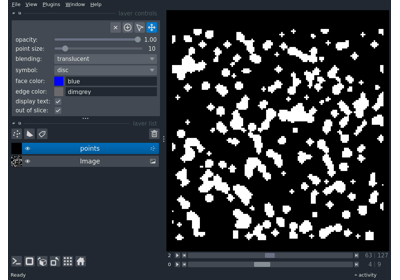 File View Plugins Window Help
layer controls
opacity: 1.00
point size: 10
blending: translucent
symbol: disc
face color: blue
edge color: dimgrey
display text:
out of slice:
layer list
points
Image
2 63 127
0 4 9
Ready activity